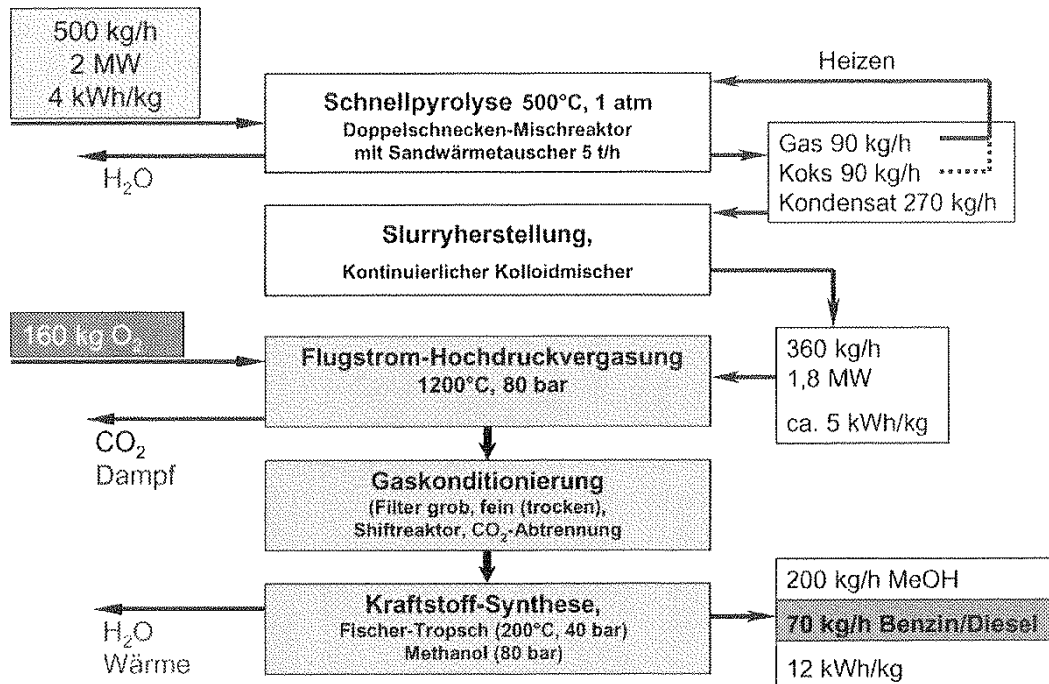 500 kg/h
2 MW
4 kWh/kg
Heizen
Schnellpyrolyse 500°C, 1 atm
Doppelschnecken-Mischreaktor
mit Sandwärmetauscher 5 t/h
H₂O
Gas 90 kg/h
Koks 90 kg/h
Kondensat 270 kg/h
Slurryherstellung,
Kontinuierlicher Kolloidmischer
160 kg O₂
Flugstrom-Hochdruckvergasung
1200°C, 80 bar
360 kg/h
1,8 MW
ca. 5 kWh/kg
CO₂
Dampf
Gaskonditionierung
(Filter grob, fein (trocken),
Shiftreaktor, CO₂-Abtrennung
Kraftstoff-Synthese,
Fischer-Tropsch (200°C, 40 bar)
Methanol (80 bar)
H₂O
Wärme
200 kg/h MeOH
70 kg/h Benzin/Diesel
12 kWh/kg